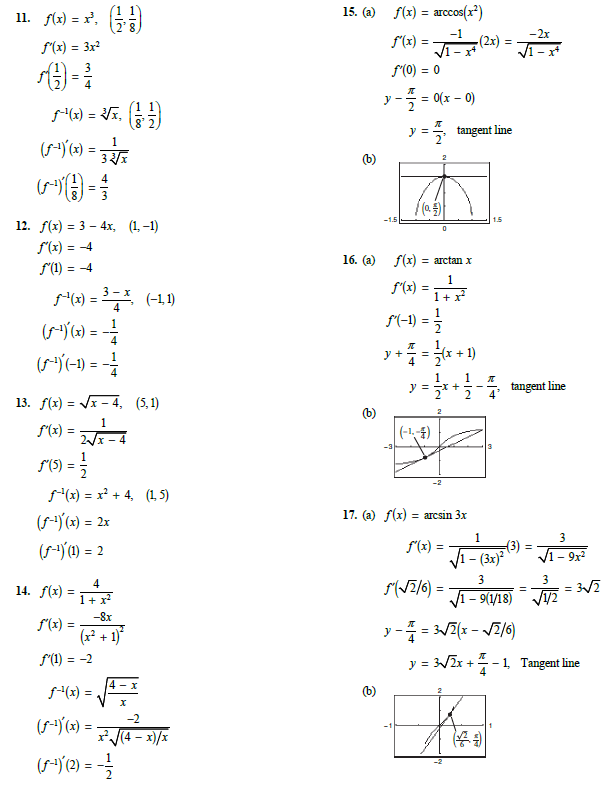 11. f(x) = x³, (1/2, 1/8)
f′(x) = 3x²
f′(1/2) = 3/4
f⁻¹(x) = ∛x, (1/8, 1/2)
(f⁻¹)′(x) = 1/(3∛x)
(f⁻¹)′(1/8) = 4/3
12. f(x) = 3 − 4x, (1, −1)
f′(x) = −4
f′(1) = −4
f⁻¹(x) = (3 − x)/4, (−1, 1)
(f⁻¹)′(x) = −1/4
(f⁻¹)′(−1) = −1/4
13. f(x) = √(x − 4), (5, 1)
f′(x) = 1/(2√(x − 4))
f′(5) = 1/2
f⁻¹(x) = x² + 4, (1, 5)
(f⁻¹)′(x) = 2x
(f⁻¹)′(1) = 2
14. f(x) = 4/(1 + x²)
f′(x) = −8x/(x² + 1)²
f′(1) = −2
f⁻¹(x) = √((4 − x)/x)
(f⁻¹)′(x) = −2/(x²√((4 − x)/x))
(f⁻¹)′(2) = −1/2
15. (a) f(x) = arccos(x²)
f′(x) = −1/√(1 − x⁴) (2x) = −2x/√(1 − x⁴)
f′(0) = 0
y − π/2 = 0(x − 0)
y = π/2, tangent line
(b)
2
(0, π/2)
−1.5 1.5
0
16. (a) f(x) = arctan x
f′(x) = 1/(1 + x²)
f′(−1) = 1/2
y + π/4 = 1/2(x + 1)
y = 1/2x + 1/2 − π/4, tangent line
(b)
2
(−1, −π/4)
−3 3
−2
17. (a) f(x) = arcsin 3x
f′(x) = 1/√(1 − (3x)²) (3) = 3/√(1 − 9x²)
f′(√2/6) = 3/√(1 − 9(1/18)) = 3/√(1/2) = 3√2
y − π/4 = 3√2(x − √2/6)
y = 3√2x + π/4 − 1, Tangent line
(b)
2
−1 1
(√2/6, π/4)
−2